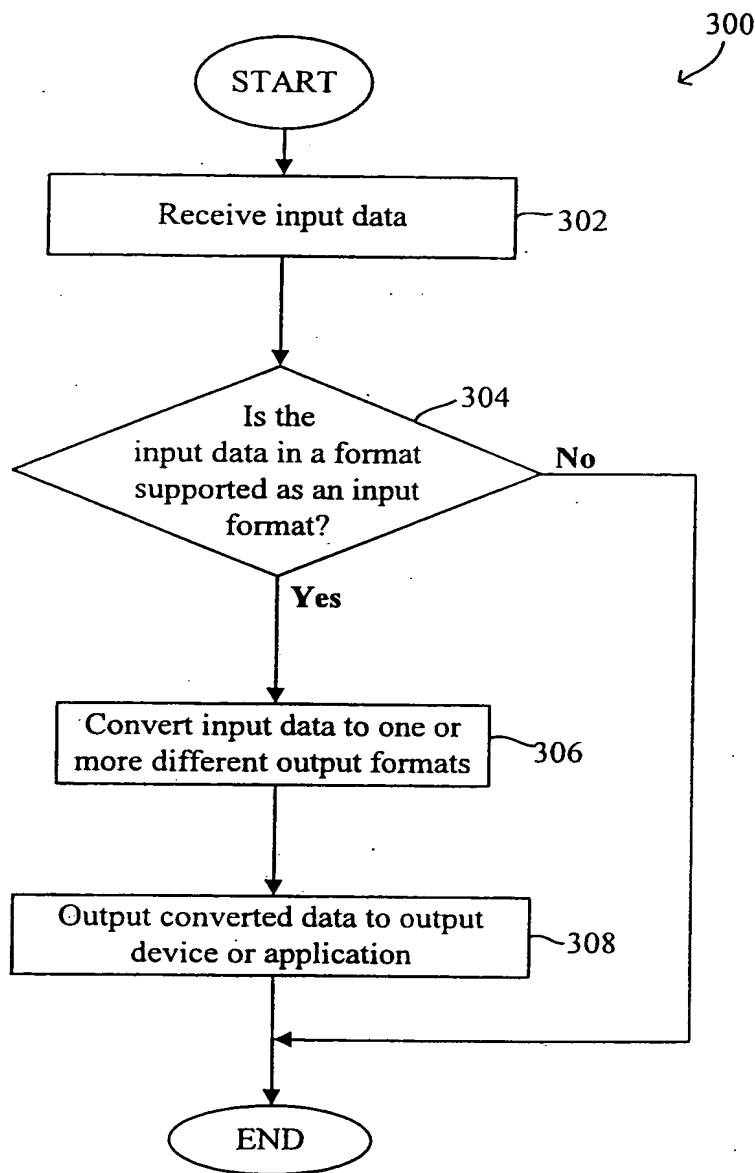 300
START
Receive input data
302
304
Is the
input data in a format
supported as an input
format?
No
Yes
Convert input data to one or
more different output formats
306
Output converted data to output
device or application
308
END